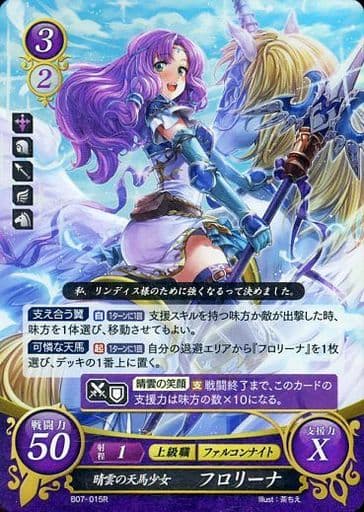 3
2
私、リンディス様のために強くなるって決めました。
支え合う翼 自 1ターンに1回 支援スキルを持つ味方か敵が出撃した時、
味方を1体選び、移動させてもよい。
可憐な天馬 起 1ターンに1回 自分の退避エリアから『フロリーナ』を1枚
選び、デッキの1番上に置く。
晴雲の笑顔 支 戦闘終了まで、このカードの
支援力は味方の数×10になる。
戦闘力
50
射程 1
上級職 ファルコンナイト
支援力
X
晴雲の天馬少女 フロリーナ
B07-015R
Illust:茶ちえ